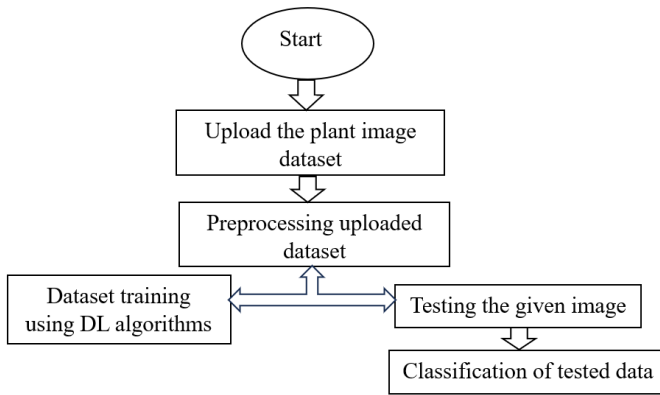 Start
Upload the plant image
dataset
Preprocessing uploaded
dataset
Dataset training
using DL algorithms
Testing the given image
Classification of tested data